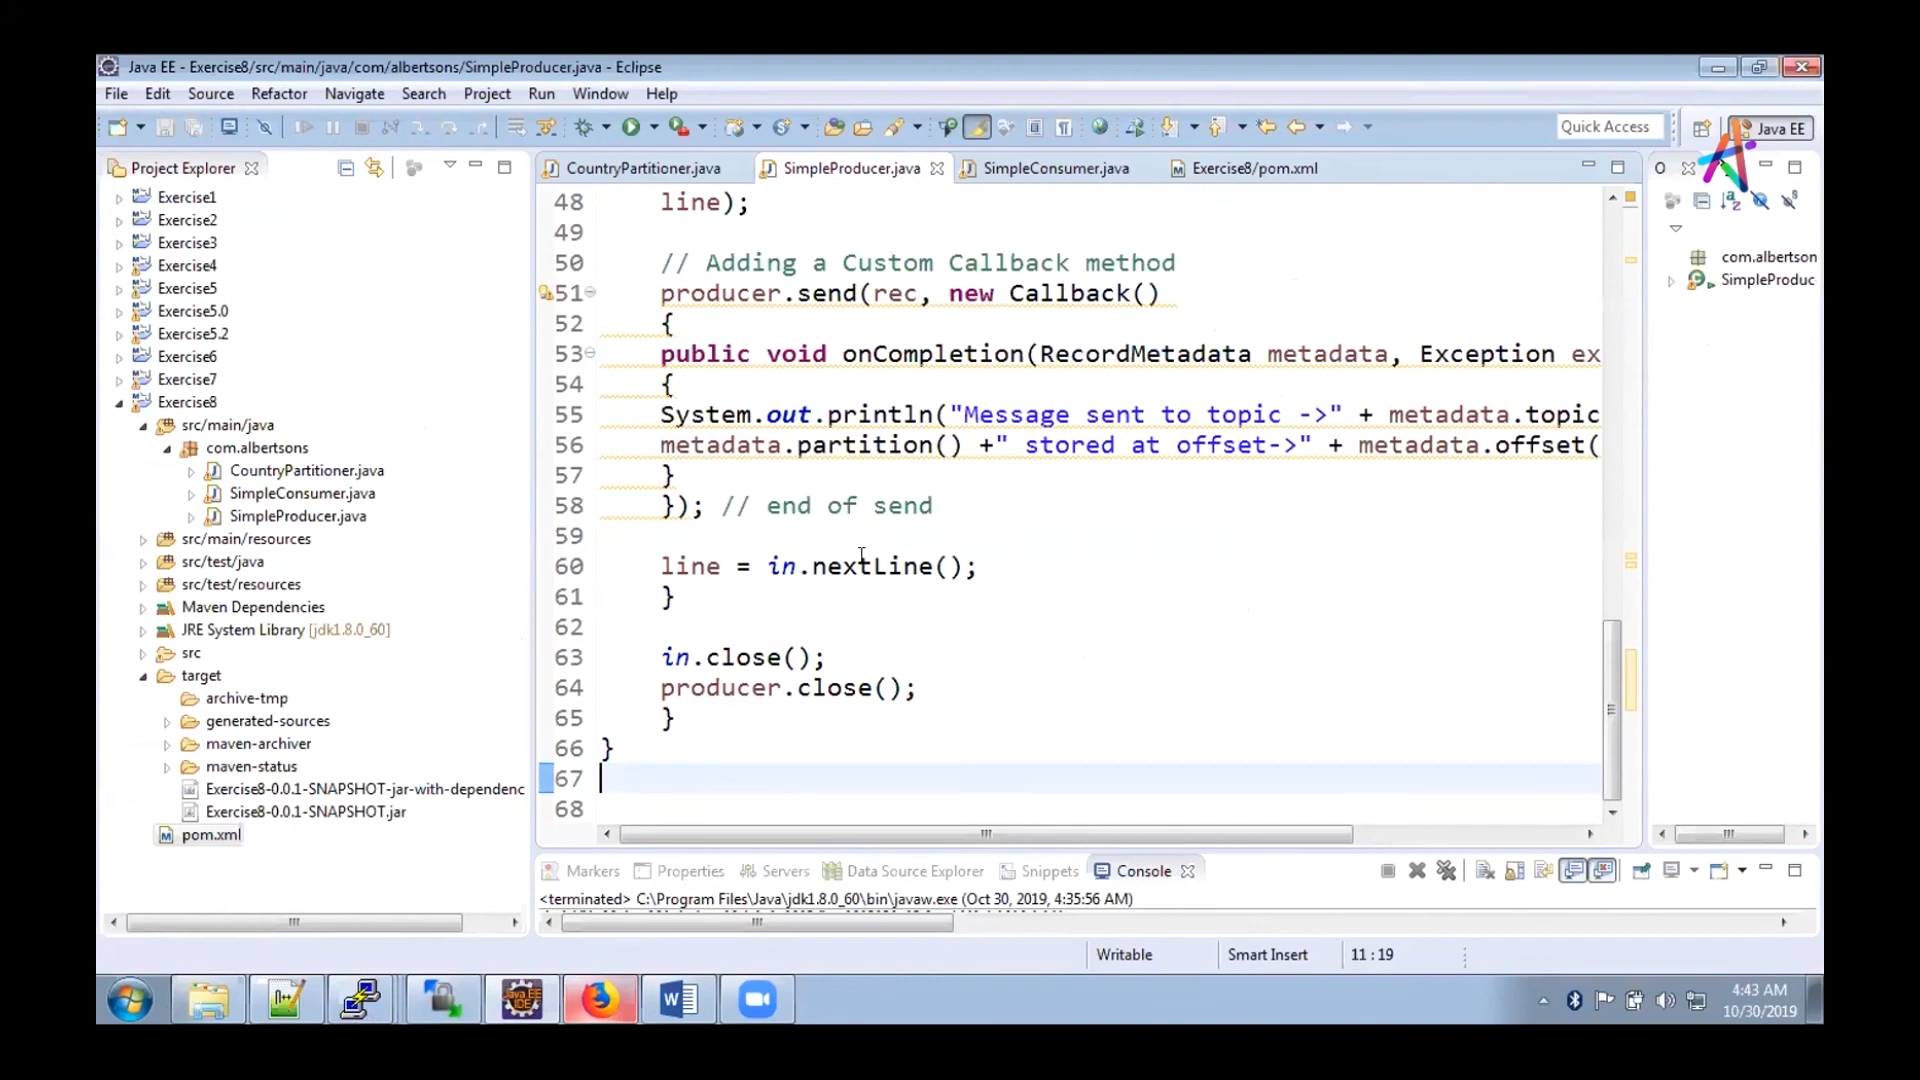 Java EE - Exercise8/src/main/java/com/albertsons/SimpleProducer.java - Eclipse
File Edit Source Refactor Navigate Search Project Run Window Help
Quick Access
Java EE
Project Explorer
CountryPartitioner.java
SimpleProducer.java
SimpleConsumer.java
Exercise8/pom.xml
O
Exercise1
Exercise2
Exercise3
Exercise4
Exercise5
Exercise5.0
Exercise5.2
Exercise6
Exercise7
Exercise8
src/main/java
com.albertsons
CountryPartitioner.java
SimpleConsumer.java
SimpleProducer.java
src/main/resources
src/test/java
src/test/resources
Maven Dependencies
JRE System Library [jdk1.8.0_60]
src
target
archive-tmp
generated-sources
maven-archiver
maven-status
Exercise8-0.0.1-SNAPSHOT-jar-with-dependenc
Exercise8-0.0.1-SNAPSHOT.jar
pom.xml
48 line);
49
50 // Adding a Custom Callback method
51 producer.send(rec, new Callback()
52 {
53 public void onCompletion(RecordMetadata metadata, Exception ex
54 {
55 System.out.println("Message sent to topic ->" + metadata.topic
56 metadata.partition() +" stored at offset->" + metadata.offset(
57 }
58 }); // end of send
59
60 line = in.nextLine();
61 }
62
63 in.close();
64 producer.close();
65 }
66 }
67
68
com.albertson
SimpleProduc
Markers
Properties
Servers
Data Source Explorer
Snippets
Console
<terminated> C:\Program Files\Java\jdk1.8.0_60\bin\javaw.exe (Oct 30, 2019, 4:35:56 AM)
Writable
Smart Insert
11 : 19
Java EE
IDE
4:43 AM
10/30/2019